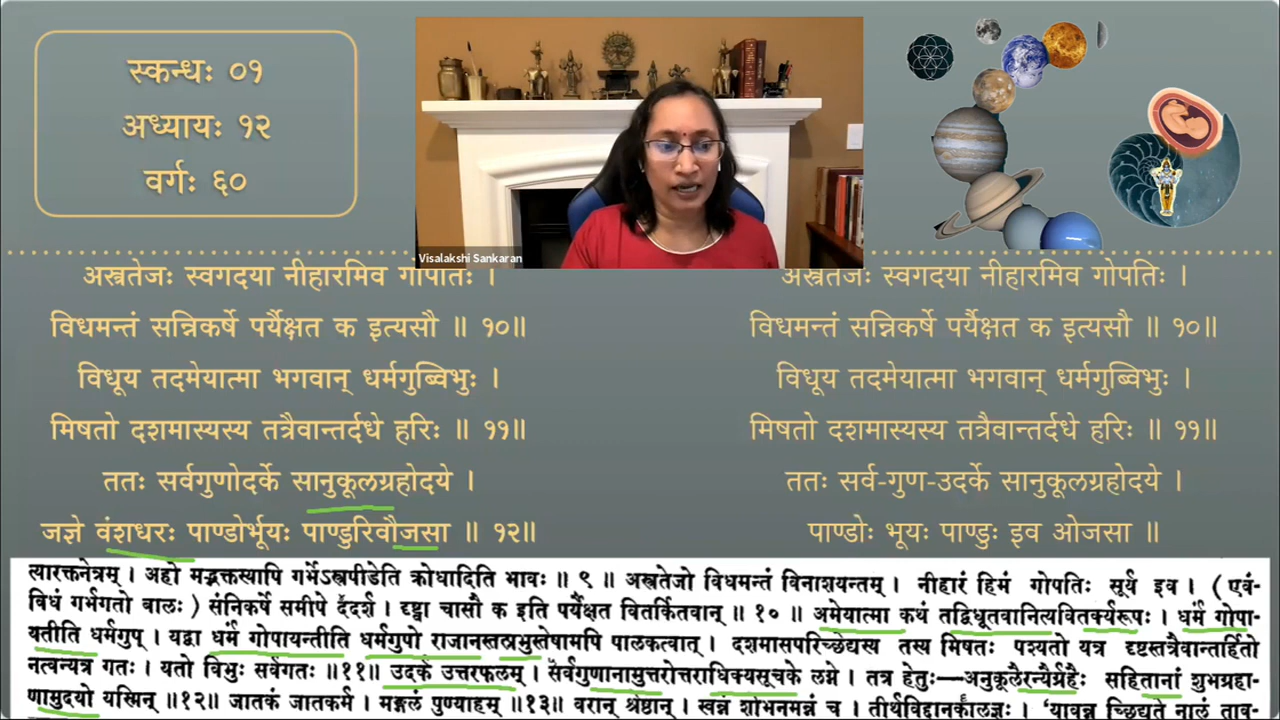 स्कन्धः ०१
अध्यायः १२
वर्गः ६०
Visalakshi Sankaran
अस्त्रतेजः स्वगदया नीहारमिव गोपतिः ।
विधमन्तं सन्निकर्षे पर्यैक्षत क इत्यसौ ॥ १०॥
विधूय तदमेयात्मा भगवान् धर्मगुब्विभुः ।
मिषतो दशमास्यस्य तत्रैवान्तर्दधे हरिः ॥ ११॥
ततः सर्वगुणोदर्के सानुकूलग्रहोदये ।
जज्ञे वंशधरः पाण्डोर्भूयः पाण्डुरिवौजसा ॥ १२॥
अस्त्रतेजः स्वगदया नीहारमिव गोपतिः ।
विधमन्तं सन्निकर्षे पर्यैक्षत क इत्यसौ ॥ १०॥
विधूय तदमेयात्मा भगवान् धर्मगुब्विभुः ।
मिषतो दशमास्यस्य तत्रैवान्तर्दधे हरिः ॥ ११॥
ततः सर्व-गुण-उदर्के सानुकूलग्रहोदये ।
पाण्डोः भूयः पाण्डुः इव ओजसा ॥
त्यारक्तनेत्रम् । अहो मद्भक्तस्यापि गर्भेऽस्त्रपीडेति क्रोधादिति भावः ॥ ९ ॥ अस्त्रतेजो विधमन्तं विनाशयन्तम् । नीहारं हिमं गोपतिः सूर्य इव । ( एवं-
विधं गर्भगतो बालः ) संनिकर्षे समीपे ददर्श । दृष्ट्वा चासौ क इति पर्यैक्षत वितर्कितवान् ॥ १० ॥ अमेयात्मा कथं तद्विधूतवानित्यवितर्क्यरूपः । धर्मं गोपा-
यतीति धर्मगुप् । यद्वा धर्मं गोपायन्तीति धर्मगुपो राजानस्तत्प्रभुस्तेषामपि पालकत्वात् । दशमासपरिच्छेद्यस्य तस्य मिषतः पश्यतो यत्र दृष्टस्तत्रैवान्तर्हितो
नत्वन्यत्र गतः । यतो विभुः सर्वगतः ॥११॥ उदर्क उत्तरफलम् । सर्वगुणानामुत्तरोत्तराधिक्यसूचके लग्ने । तत्र हेतुः—अनुकूलैरन्यैर्ग्रहैः सहितानां शुभग्रहा-
णामुदयो यस्मिन् ॥१२॥ जातकं जातकर्म । मङ्गलं पुण्याहम् ॥१३॥ वरान् श्रेष्ठान् । स्वन्नं शोभनमन्नं च । तीर्थविद्दानकालज्ञः । 'यावन्न च्छिद्यते नालं ताव-